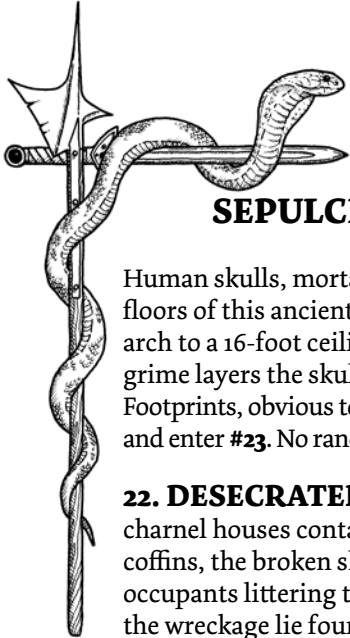 SEPULC
Human skulls, morta
floors of this ancient
arch to a 16-foot ceili
grime layers the skul
Footprints, obvious t
and enter #23. No ran
22. DESECRATE
charnel houses conta
coffins, the broken s
occupants littering t
the wreckage lie four